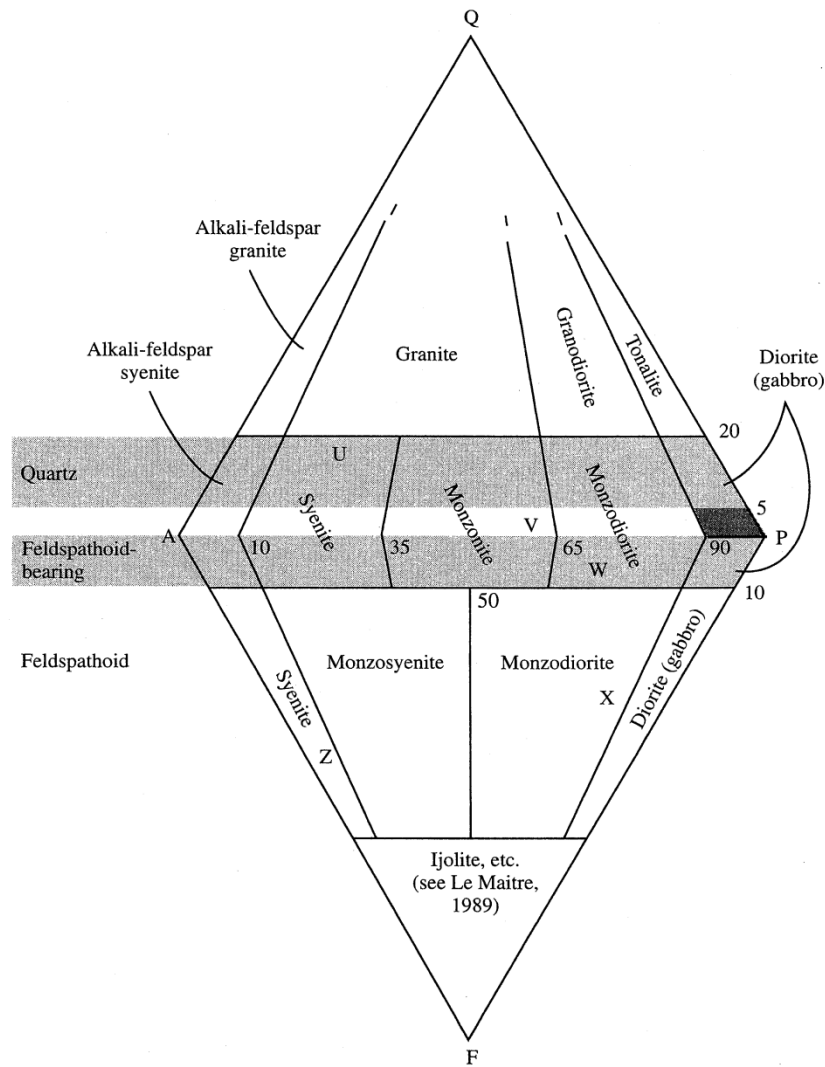 Q
Alkali-feldspar
granite
Alkali-feldspar
syenite
Granite
Granodiorite
Tonalite
Diorite
(gabbro)
20
Quartz
U
Syenite
Monzonite
Monzodiorite
5
V
A
P
10
35
65
90
Feldspathoid-
bearing
W
10
50
Feldspathoid
Monzosyenite
Monzodiorite
Syenite
X
Diorite (gabbro)
Z
Ijolite, etc.
(see Le Maitre,
1989)
F